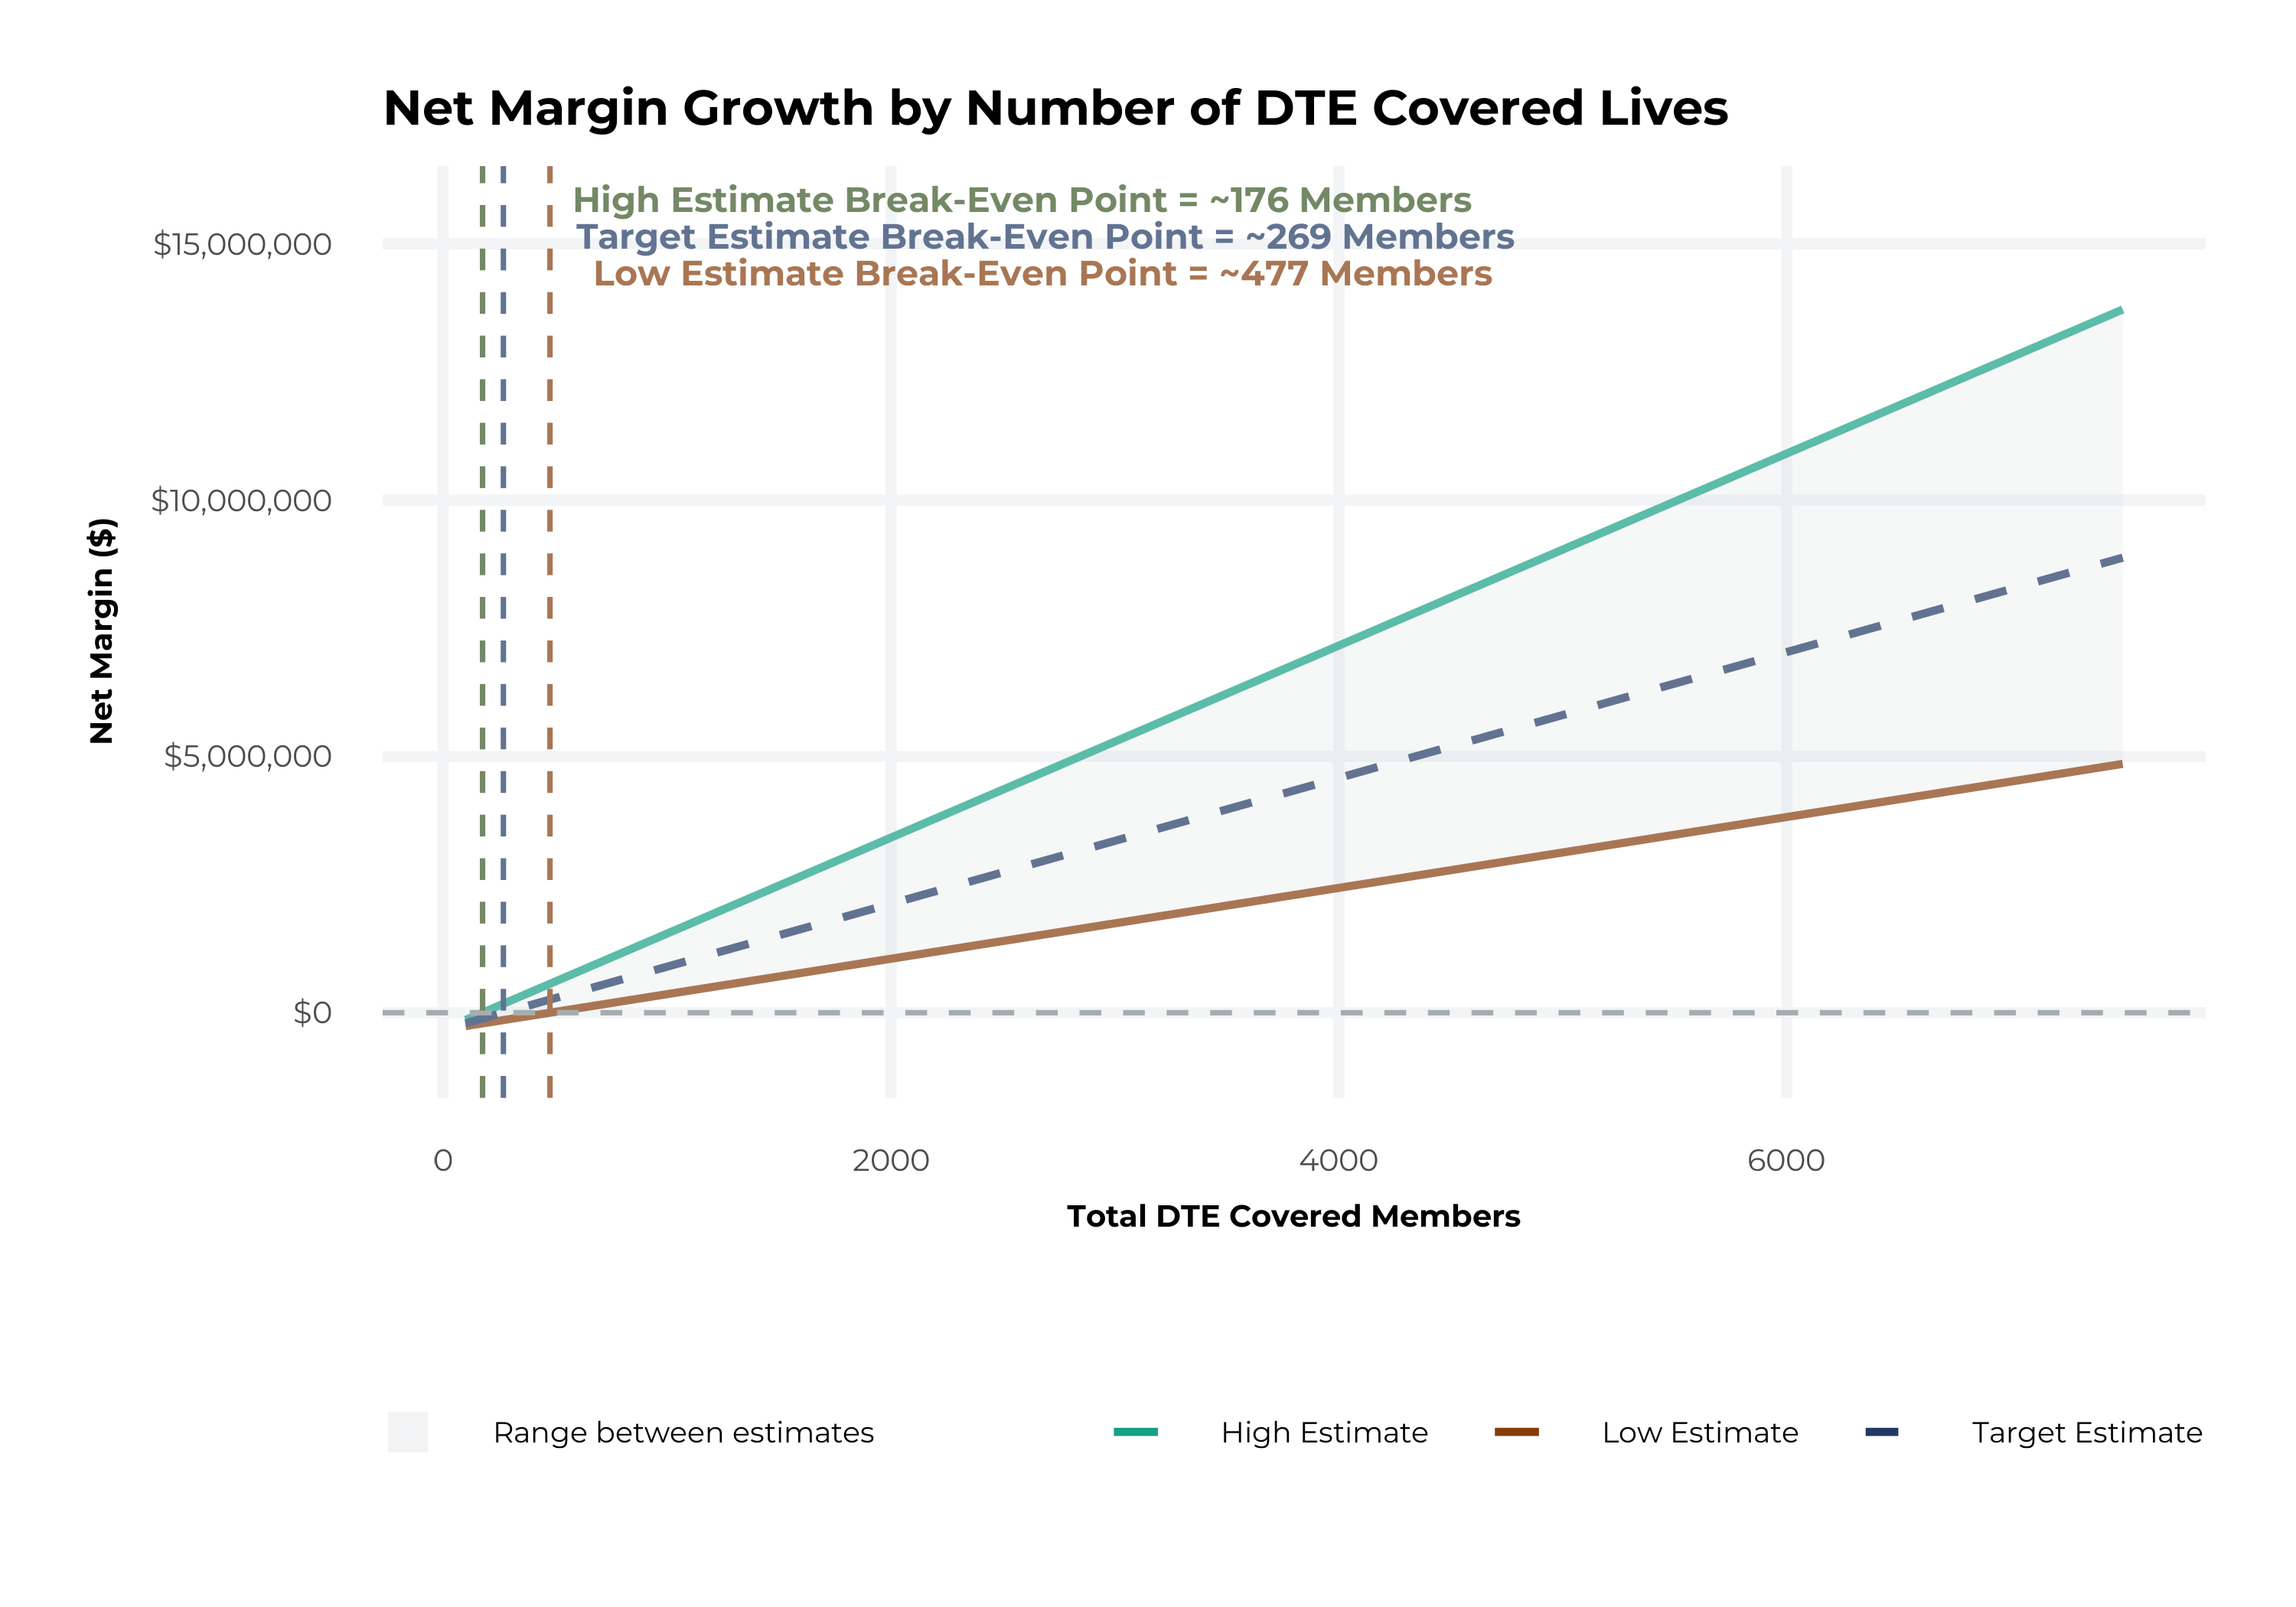 Net Margin Growth by Number of DTE Covered Lives
High Estimate Break-Even Point = ~176 Members
Target Estimate Break-Even Point = ~269 Members
Low Estimate Break-Even Point = ~477 Members
$15,000,000
$10,000,000
$5,000,000
$0
Net Margin ($)
0 2000 4000 6000
Total DTE Covered Members
Range between estimates High Estimate Low Estimate Target Estimate